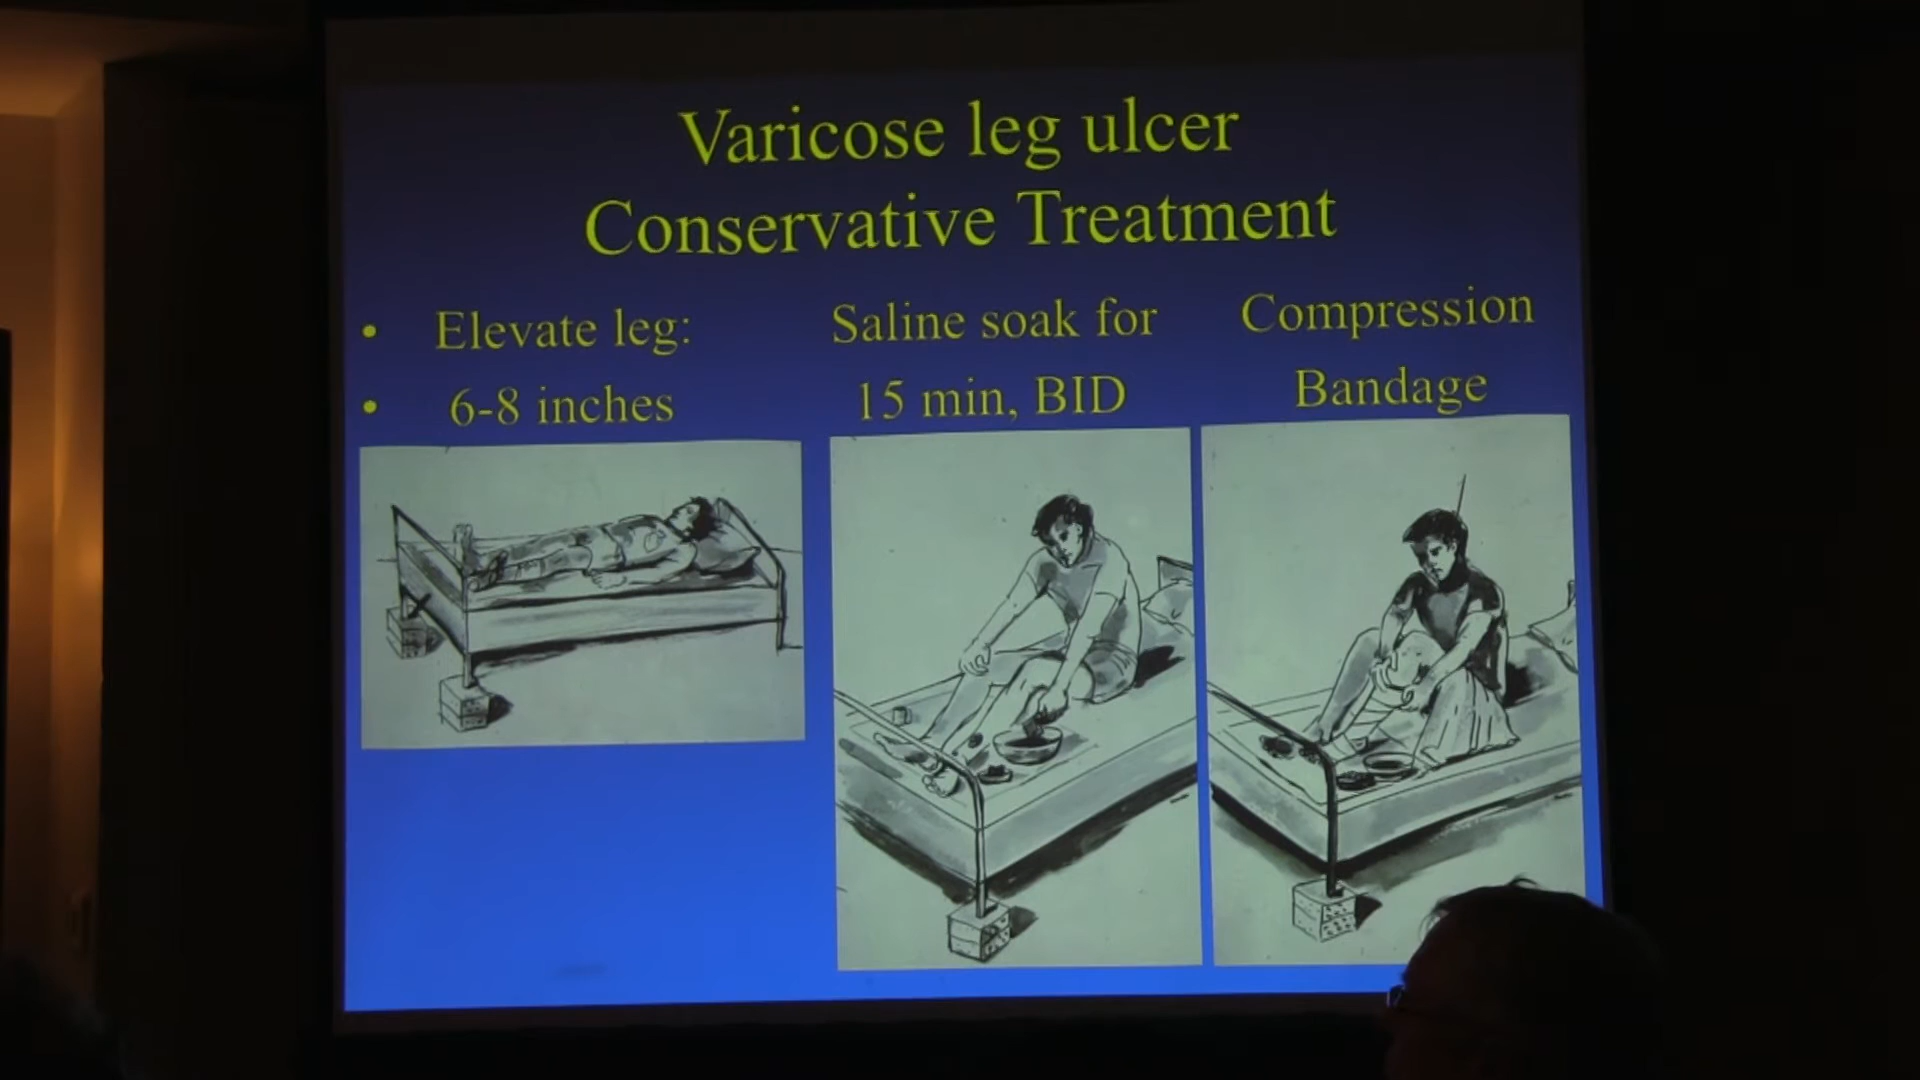 Varicose leg ulcer
Conservative Treatment
• Elevate leg:
• 6-8 inches
Saline soak for
15 min, BID
Compression
Bandage